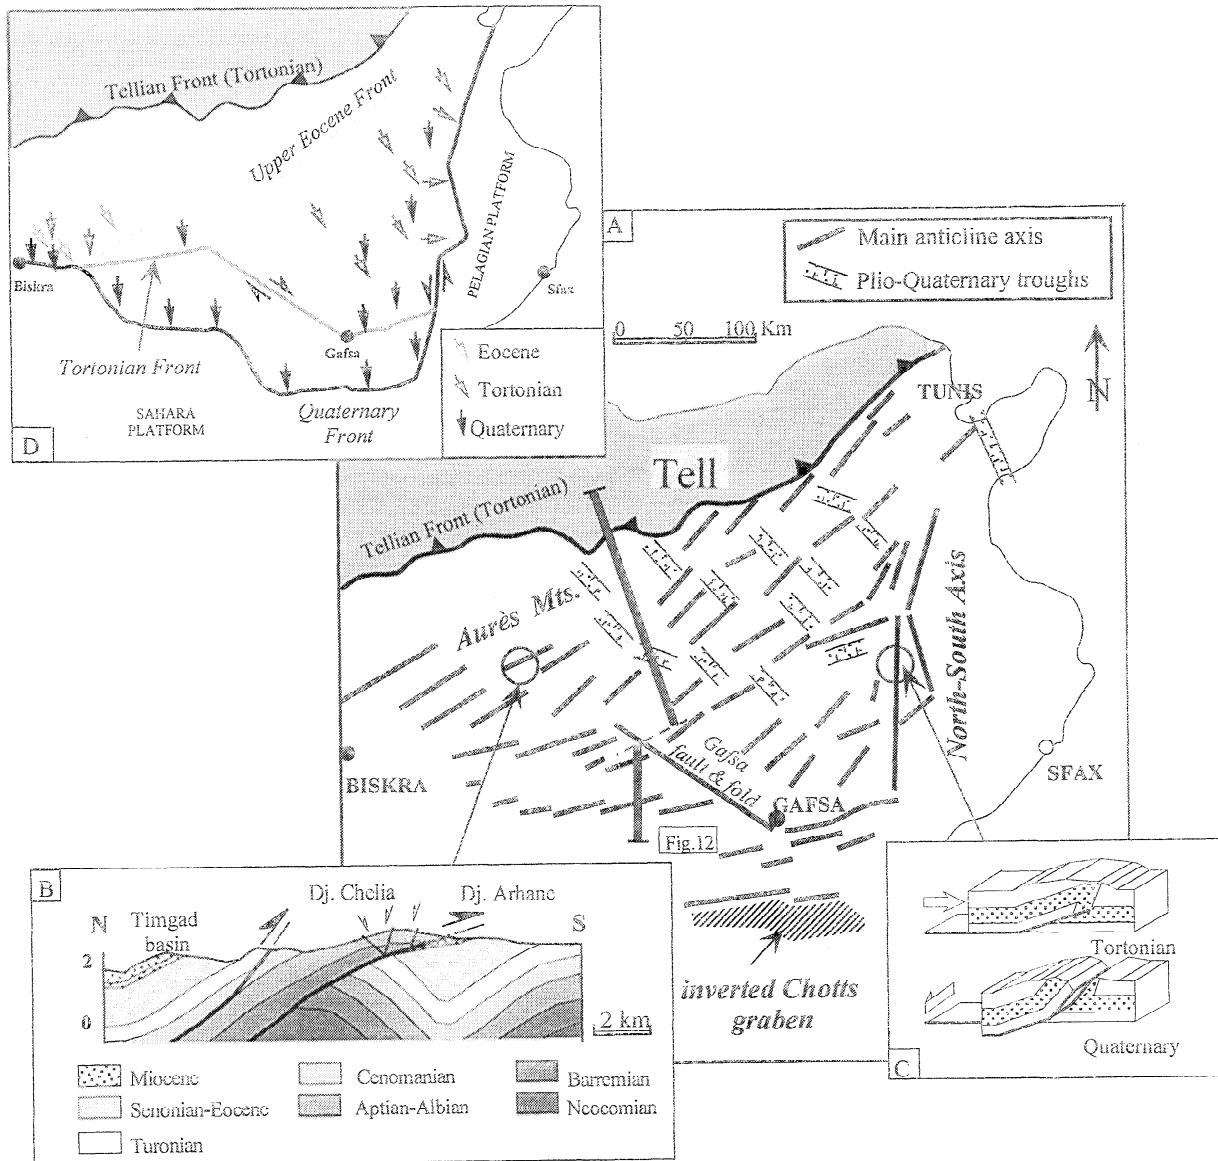 Tellian Front (Tortonian)
Upper Eocene Front
PELAGIAN PLATFORM
Biskra
Sfax
Gafsa
Tortonian Front
SAHARA
PLATFORM
Quaternary
Front
Eocene
Tortonian
Quaternary
D
A
Main anticline axis
Plio-Quaternary troughs
0 50 100 Km
N
TUNIS
Tell
Tellian Front (Tortonian)
Aurès Mts.
North-South Axis
BISKRA
Gafsa
fault & fold
GAFSA
SFAX
Fig.12
inverted Chotts
graben
B
N
Timgad
basin
Dj. Chelia
Dj. Arhane
S
2
0
2 km
Miocene
Senonian-Eocene
Turonian
Cenomanian
Aptian-Albian
Barremian
Neocomian
Tortonian
Quaternary
C